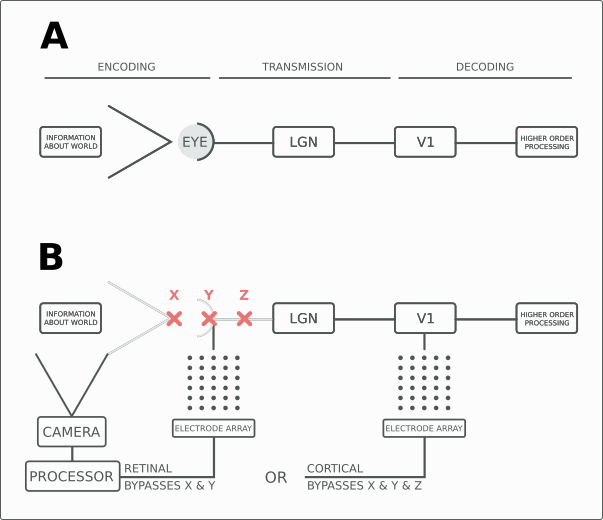 A
ENCODING
TRANSMISSION
DECODING
INFORMATION
ABOUT WORLD
EYE
LGN
V1
HIGHER ORDER
PROCESSING
B
X
Y
Z
INFORMATION
ABOUT WORLD
LGN
V1
HIGHER ORDER
PROCESSING
CAMERA
ELECTRODE ARRAY
ELECTRODE ARRAY
PROCESSOR
RETINAL
BYPASSES X & Y
OR
CORTICAL
BYPASSES X & Y & Z